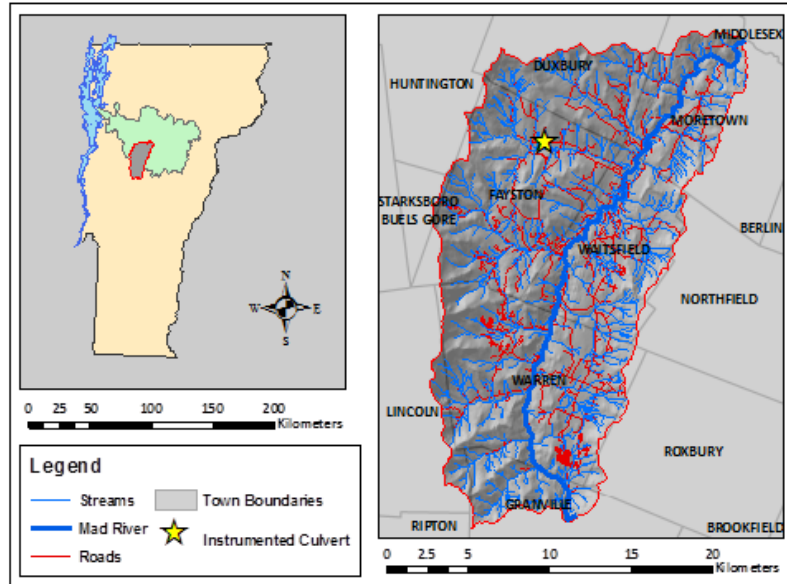 N
W E
S
0 25 50 100 150 200
Kilometers
Legend
Streams
Town Boundaries
Mad River
Instrumented Culvert
Roads
MIDDLESEX
DUXBURY
HUNTINGTON
MORETOWN
FAYSTON
STARKSBORO
BUELS GORE
BERLIN
WAITSFIELD
NORTHFIELD
WARREN
LINCOLN
ROXBURY
GRANVILLE
RIPTON
BROOKFIELD
0 2.5 5 10 15 20
Kilometers